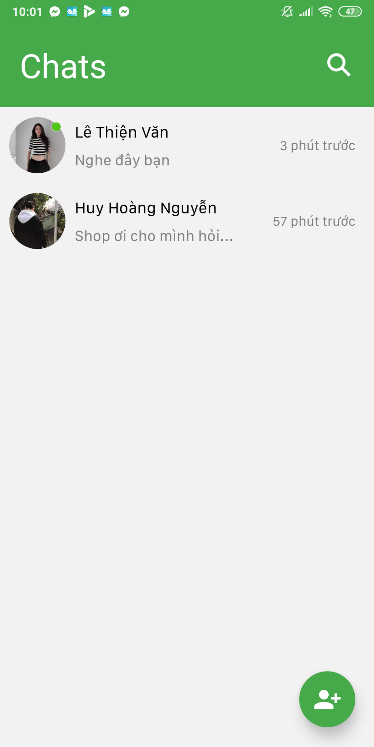 10:01
47
Chats
Lê Thiện Văn
3 phút trước
Nghe đây bạn
Huy Hoàng Nguyễn
57 phút trước
Shop ơi cho mình hỏi...